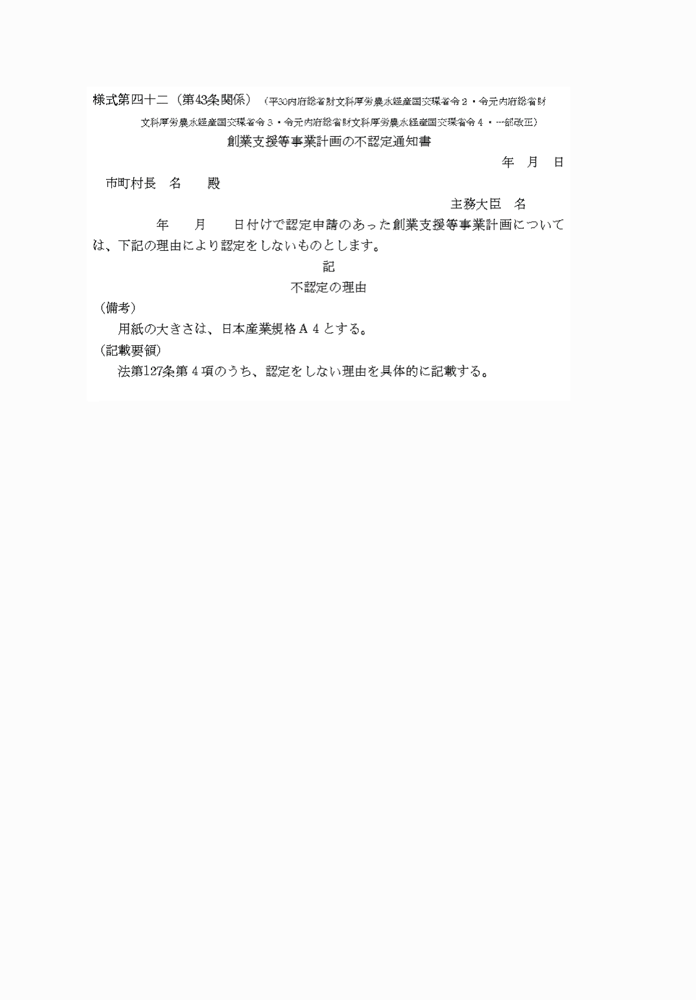 様式第四十二（第43条関係）（平30内府総省財文科厚労農水経産国交環省令２・令元内府総省財
文科厚労農水経産国交環省令３・令元内府総省財文科厚労農水経産国交環省令４・一部改正）
創業支援等事業計画の不認定通知書
年　月　日
市町村長　名　　殿
主務大臣　名
年　　月　　日付けで認定申請のあった創業支援等事業計画について
は、下記の理由により認定をしないものとします。
記
不認定の理由
（備考）
用紙の大きさは、日本産業規格Ａ４とする。
（記載要領）
法第127条第４項のうち、認定をしない理由を具体的に記載する。